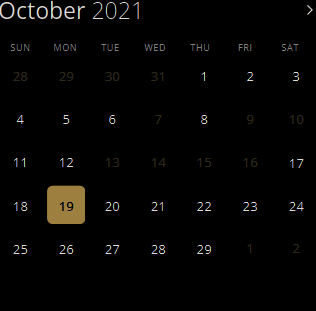 October 2021
SUN MON TUE WED THU FRI SAT
28 29 30 31 1 2 3
4 5 6 7 8 9 10
11 12 13 14 15 16 17
18 19 20 21 22 23 24
25 26 27 28 29 1 2